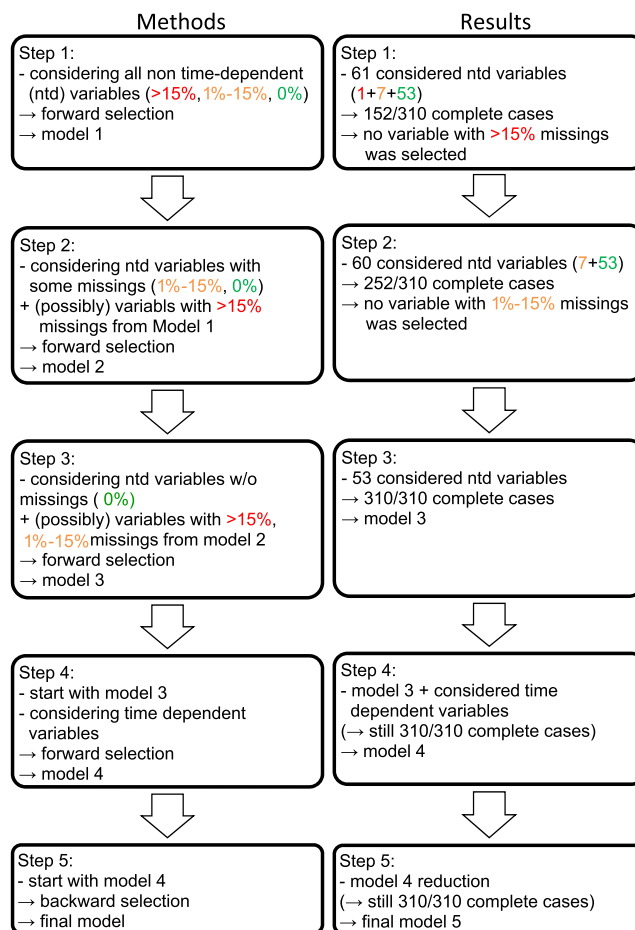 Methods
Step 1:
- considering all non time-dependent
(ntd) variables (>15%, 1%-15%, 0%)
→ forward selection
→ model 1
Step 2:
- considering ntd variables with
some missings (1%-15%, 0%)
+ (possibly) variabls with >15%
missings from Model 1
→ forward selection
→ model 2
Step 3:
- considering ntd variables w/o
missings ( 0%)
+ (possibly) variables with >15%,
1%-15% missings from model 2
→ forward selection
→ model 3
Step 4:
- start with model 3
- considering time dependent
variables
→ forward selection
→ model 4
Step 5:
- start with model 4
→ backward selection
→ final model
Results
Step 1:
- 61 considered ntd variables
(1+7+53)
→ 152/310 complete cases
→ no variable with >15% missings
was selected
Step 2:
- 60 considered ntd variables (7+53)
→ 252/310 complete cases
→ no variable with 1%-15% missings
was selected
Step 3:
- 53 considered ntd variables
→ 310/310 complete cases
→ model 3
Step 4:
- model 3 + considered time
dependent variables
(→ still 310/310 complete cases)
→ model 4
Step 5:
- model 4 reduction
(→ still 310/310 complete cases)
→ final model 5